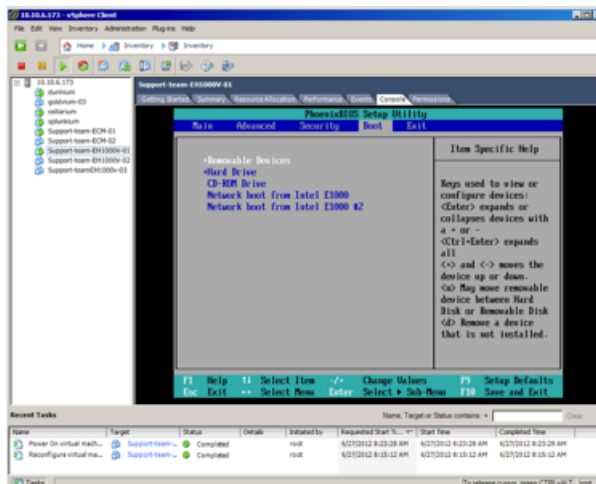 10.10.6.173 - vSphere Client
File Edit View Inventory Administration Plug-ins Help
Home Inventory Inventory
10.10.6.173
durmium
goldvium-03
ostiarium
splunkium
Support-team-ECM-01
Support-team-ECM-02
Support-team-EH1000V-01
Support-team-EH1000V-02
Support-teamEH1000v-03
Support-team-EH1000V-01
Getting Started Summary Resource Allocation Performance Events Console Permissions
PhoenixBIOS Setup Utility
Main Advanced Security Boot Exit
+Removable Devices
+Hard Drive
CD-ROM Drive
Network boot from Intel E1000
Network boot from Intel E1000 #2
Item Specific Help
Keys used to view or
configure devices:
<Enter> expands or
collapses devices with
a + or -
<Ctrl+Enter> expands
all
<+> and <-> moves the
device up or down.
<n> May move removable
device between Hard
Disk or Removable Disk
<d> Remove a device
that is not installed.
F1 Help ↑↓ Select Item -/+ Change Values F9 Setup Defaults
Esc Exit ↔ Select Menu Enter Select ▶ Sub-Menu F10 Save and Exit
Recent Tasks
Name, Target or Status contains: Clear
Name Target Status Details Initiated by Requested Start Ti... Start Time Completed Time
Power On virtual mach... Support-team-... Completed root 6/27/2012 8:23:28 AM 6/27/2012 8:23:28 AM 6/27/2012 8:23:29 AM
Reconfigure virtual ma... Support-team-... Completed root 6/27/2012 8:15:12 AM 6/27/2012 8:15:12 AM 6/27/2012 8:15:12 AM
Tasks To release cursor, press CTRL+ALT root